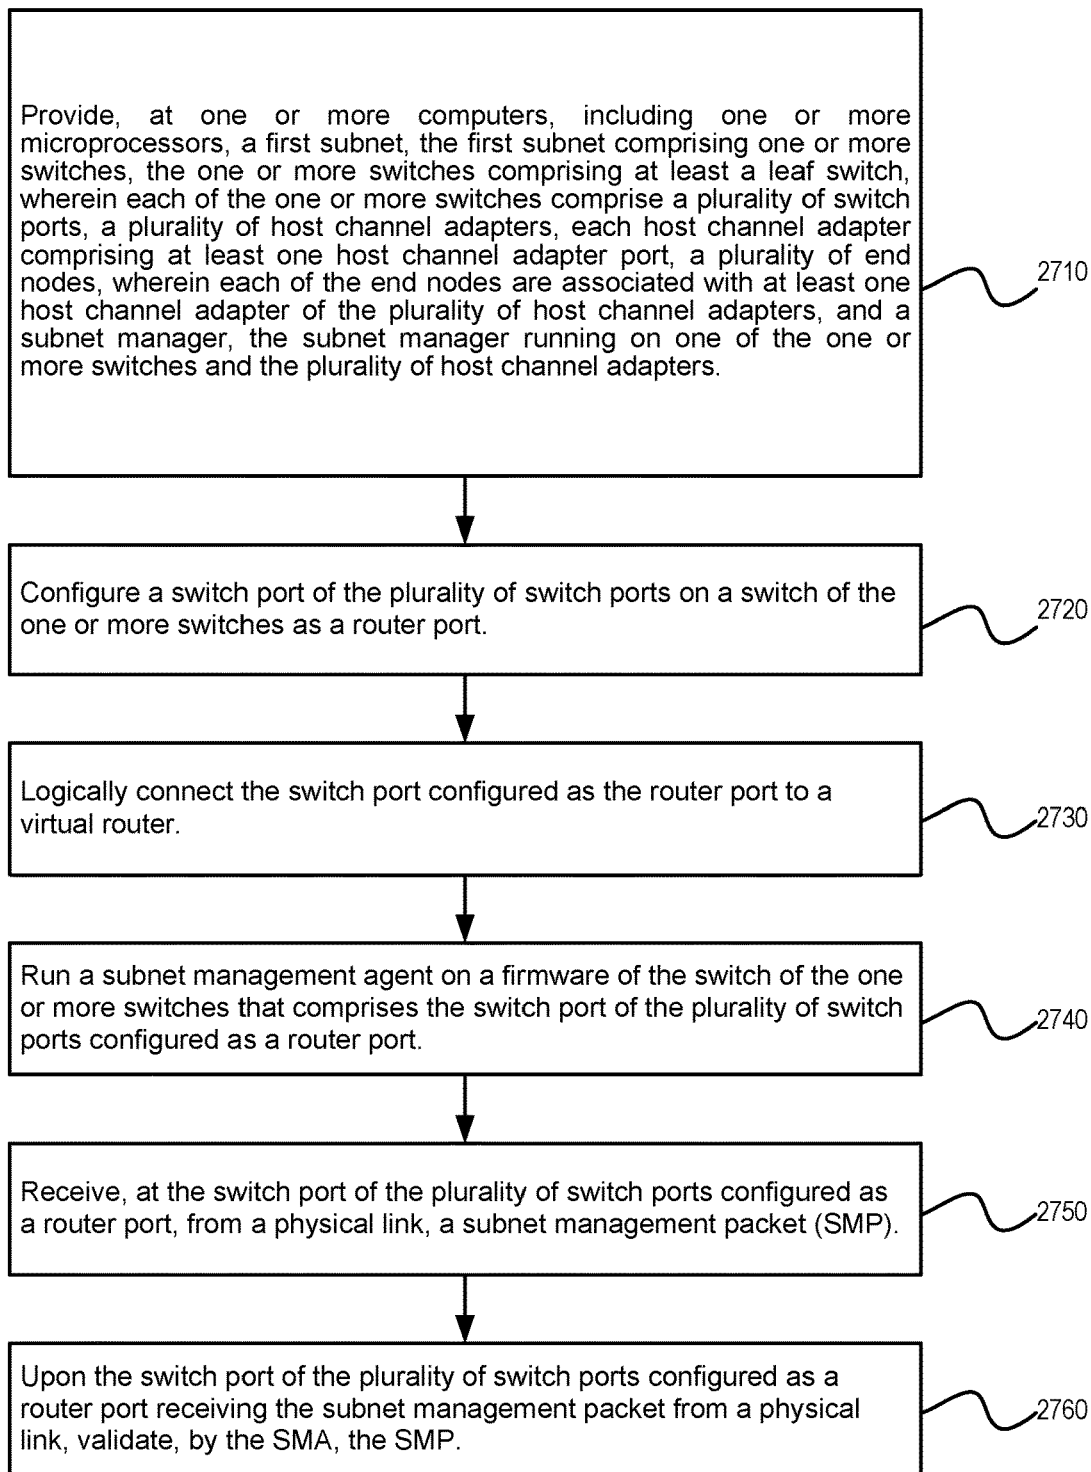 Provide, at one or more computers, including one or more
microprocessors, a first subnet, the first subnet comprising one or more
switches, the one or more switches comprising at least a leaf switch,
wherein each of the one or more switches comprise a plurality of switch
ports, a plurality of host channel adapters, each host channel adapter
comprising at least one host channel adapter port, a plurality of end
nodes, wherein each of the end nodes are associated with at least one
host channel adapter of the plurality of host channel adapters, and a
subnet manager, the subnet manager running on one of the one or
more switches and the plurality of host channel adapters.
2710
Configure a switch port of the plurality of switch ports on a switch of the
one or more switches as a router port.
2720
Logically connect the switch port configured as the router port to a
virtual router.
2730
Run a subnet management agent on a firmware of the switch of the one
or more switches that comprises the switch port of the plurality of switch
ports configured as a router port.
2740
Receive, at the switch port of the plurality of switch ports configured as
a router port, from a physical link, a subnet management packet (SMP).
2750
Upon the switch port of the plurality of switch ports configured as a
router port receiving the subnet management packet from a physical
link, validate, by the SMA, the SMP.
2760